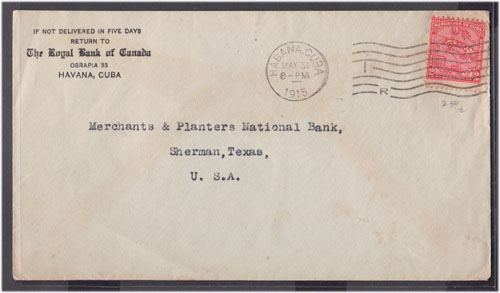 IF NOT DELIVERED IN FIVE DAYS
RETURN TO
The Royal Bank of Canada
OBRAPIA 33
HAVANA, CUBA
HABANA, CUBA
MAY 31
8-PM
1915
R
Merchants & Planters National Bank,
Sherman, Texas,
U. S.A.